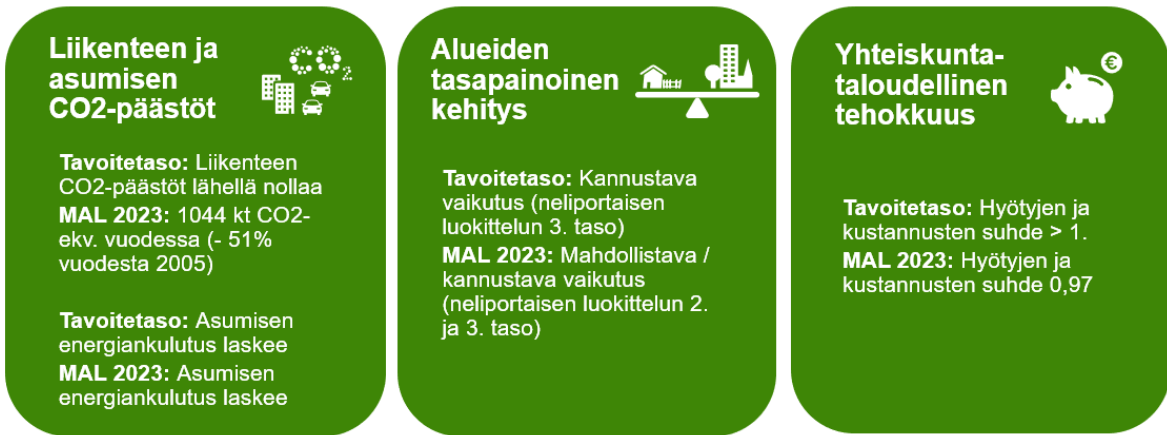 Liikenteen ja
asumisen
CO2-päästöt
CO2
Tavoitetaso: Liikenteen
CO2-päästöt lähellä nollaa
MAL 2023: 1044 kt CO2-
ekv. vuodessa (- 51%
vuodesta 2005)
Tavoitetaso: Asumisen
energiankulutus laskee
MAL 2023: Asumisen
energiankulutus laskee
Alueiden
tasapainoinen
kehitys
Tavoitetaso: Kannustava
vaikutus (neliportaisen
luokittelun 3. taso)
MAL 2023: Mahdollistava /
kannustava vaikutus
(neliportaisen luokittelun 2.
ja 3. taso)
Yhteiskunta-
taloudellinen
tehokkuus
€
Tavoitetaso: Hyötyjen ja
kustannusten suhde > 1.
MAL 2023: Hyötyjen ja
kustannusten suhde 0,97